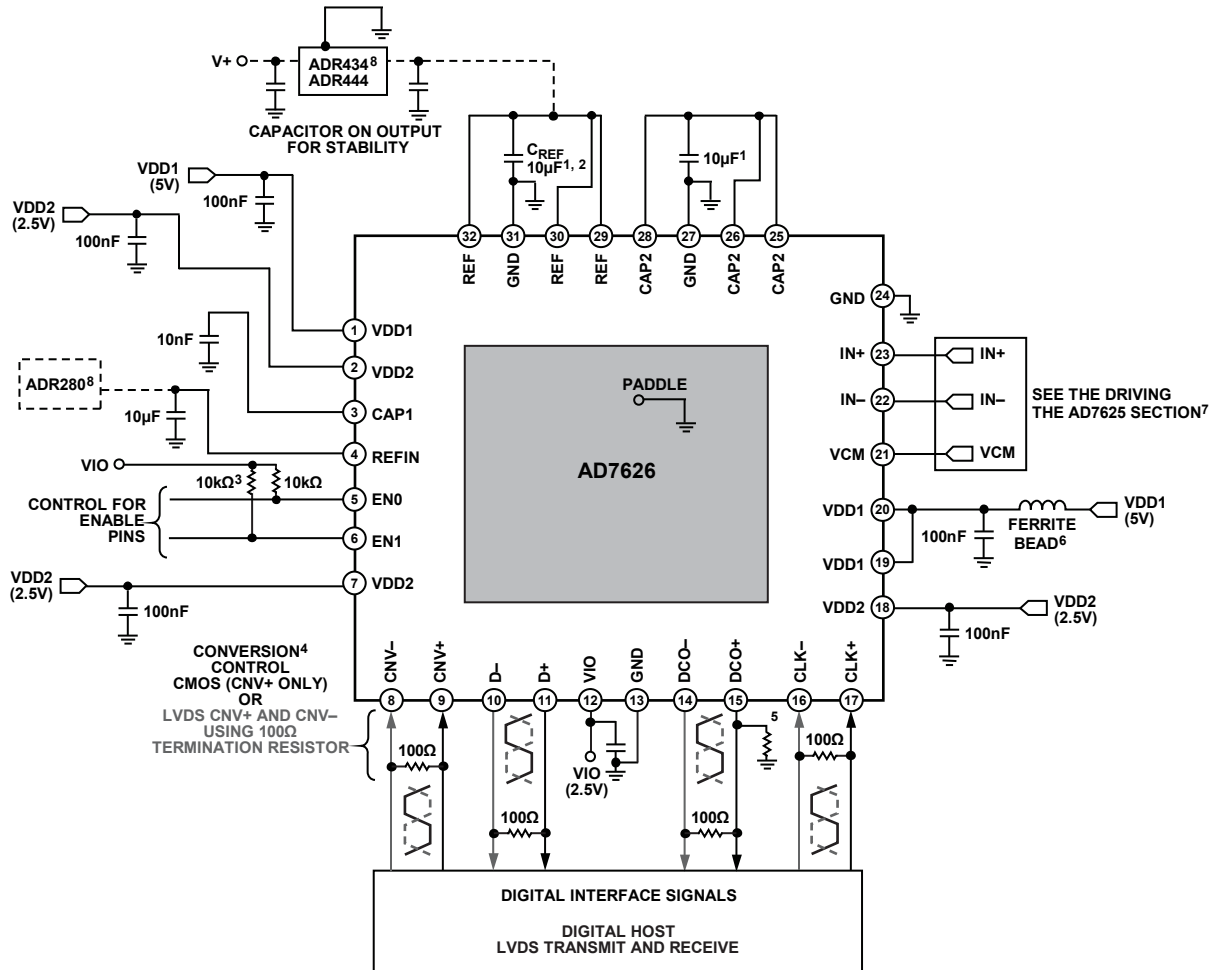 V+
ADR434⁸
ADR444
CAPACITOR ON OUTPUT
FOR STABILITY
VDD1
(5V)
100nF
VDD2
(2.5V)
100nF
CREF
10µF¹, ²
10µF¹
32
31
30
29
28
27
26
25
REF
GND
REF
REF
CAP2
GND
CAP2
CAP2
10nF
ADR280⁸
10µF
VIO
10kΩ³
10kΩ
CONTROL FOR
ENABLE
PINS
VDD2
(2.5V)
100nF
1 VDD1
2 VDD2
3 CAP1
4 REFIN
5 EN0
6 EN1
7 VDD2
PADDLE
AD7626
GND 24
IN+ 23
IN– 22
VCM 21
VDD1 20
VDD1 19
VDD2 18
IN+
IN–
VCM
SEE THE DRIVING
THE AD7625 SECTION⁷
VDD1
(5V)
100nF
FERRITE
BEAD⁶
VDD2
(2.5V)
100nF
CONVERSION⁴
CONTROL
CMOS (CNV+ ONLY)
OR
LVDS CNV+ AND CNV–
USING 100Ω
TERMINATION RESISTOR
CNV–
CNV+
D–
D+
VIO
GND
DCO–
DCO+
CLK–
CLK+
8
9
10
11
12
13
14
15
16
17
100Ω
VIO
(2.5V)
5
100Ω
100Ω
100Ω
DIGITAL INTERFACE SIGNALS
DIGITAL HOST
LVDS TRANSMIT AND RECEIVE